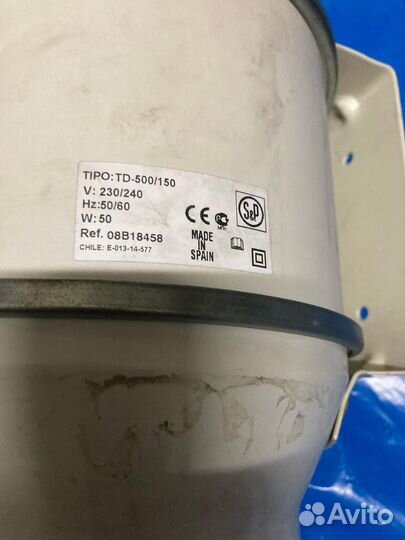 TIPO: TD-500/150
V: 230/240
Hz:50/60
W: 50
Ref. 08B18458
CHILE: E-013-14-577
CE
MADE
IN
SPAIN
S&P
Avito